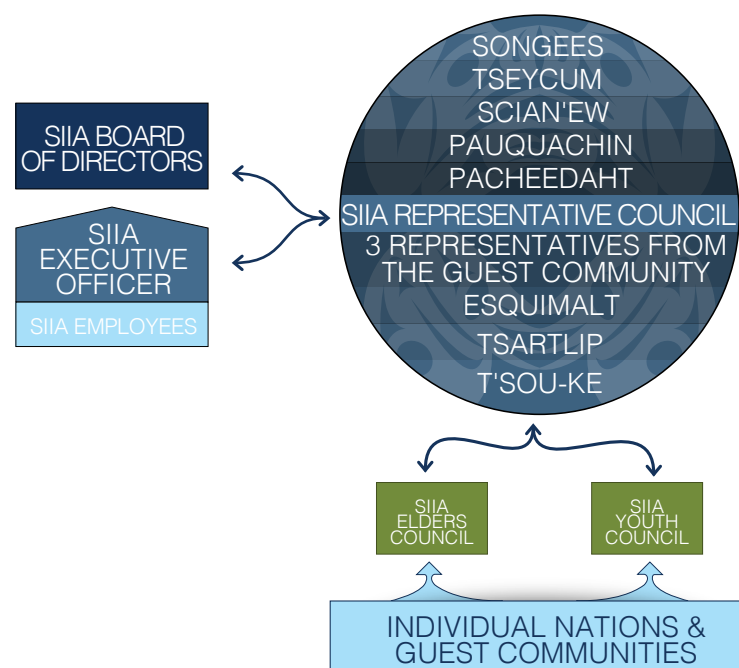 SONGEES
TSEYCUM
SCIAN'EW
PAUQUACHIN
PACHEEDAHT
SIIA REPRESENTATIVE COUNCIL
3 REPRESENTATIVES FROM
THE GUEST COMMUNITY
ESQUIMALT
TSARTLIP
T'SOU-KE
SIIA BOARD
OF DIRECTORS
SIIA
EXECUTIVE
OFFICER
SIIA EMPLOYEES
SIIA
ELDERS
COUNCIL
SIIA
YOUTH
COUNCIL
INDIVIDUAL NATIONS &
GUEST COMMUNITIES